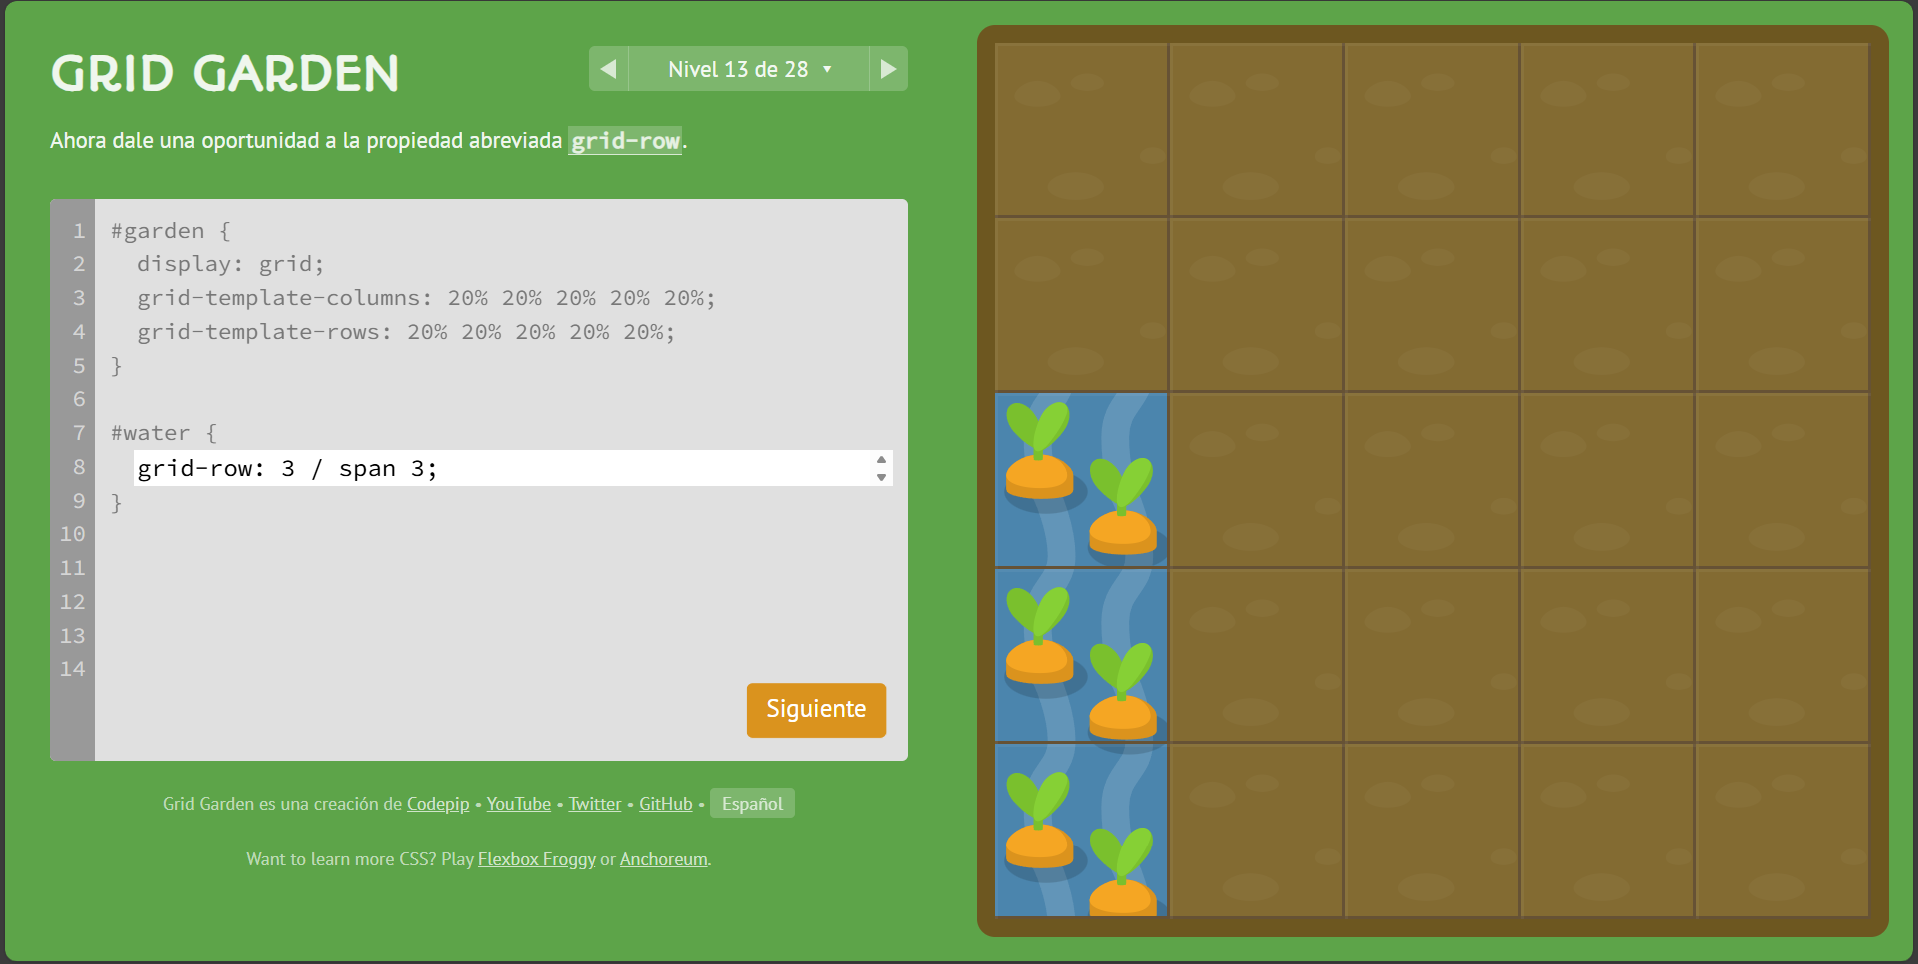 GRID GARDEN
Nivel 13 de 28
Ahora dale una oportunidad a la propiedad abreviada grid-row.
1 #garden {
2 display: grid;
3 grid-template-columns: 20% 20% 20% 20% 20%;
4 grid-template-rows: 20% 20% 20% 20% 20%;
5 }
6
7 #water {
8 grid-row: 3 / span 3;
9 }
10
11
12
13
14
Siguiente
Grid Garden es una creación de Codepip • YouTube • Twitter • GitHub • Español
Want to learn more CSS? Play Flexbox Froggy or Anchoreum.